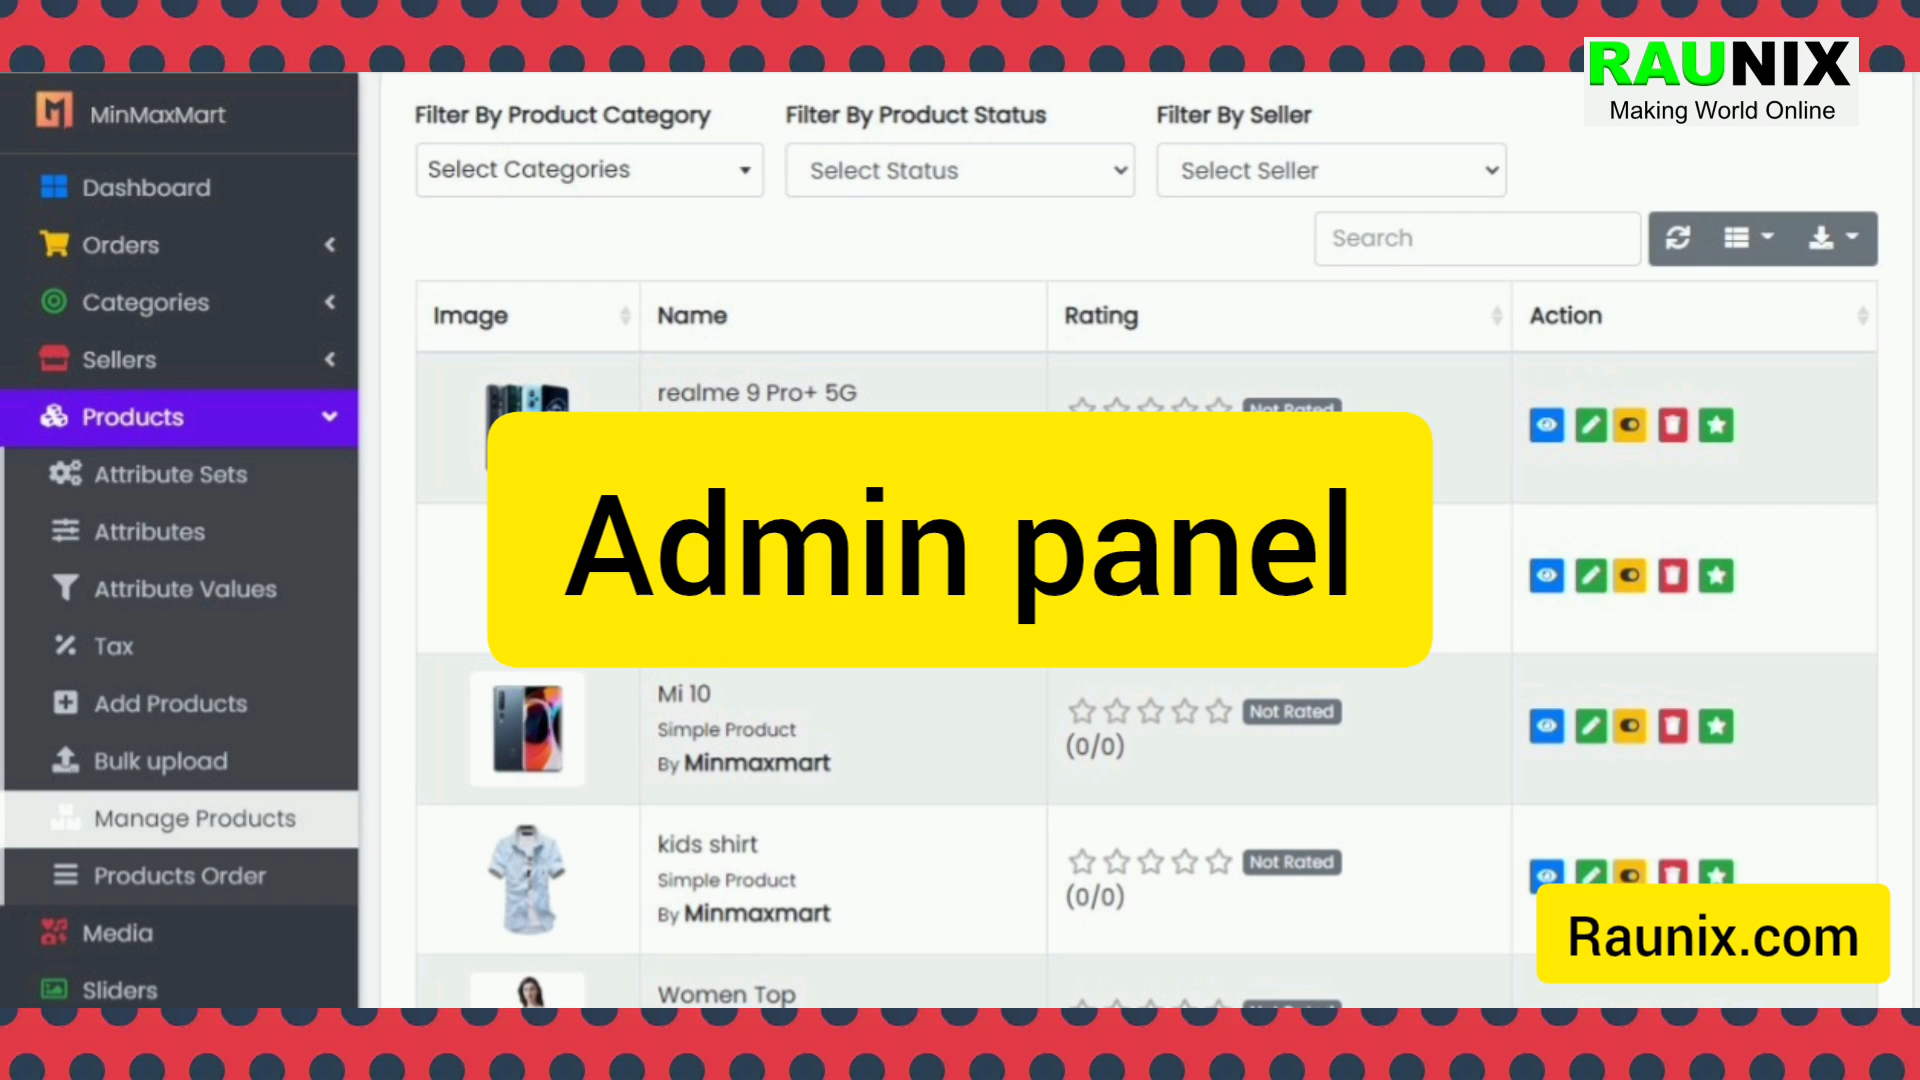 RAUNIX
Making World Online
MinMaxMart
Dashboard
Orders
Categories
Sellers
Products
Attribute Sets
Attributes
Attribute Values
Tax
Add Products
Bulk upload
Manage Products
Products Order
Media
Sliders
Filter By Product Category
Filter By Product Status
Filter By Seller
Select Categories
Select Status
Select Seller
Search
Image
Name
Rating
Action
realme 9 Pro+ 5G
Not Rated
Admin panel
Mi 10
Simple Product
By Minmaxmart
Not Rated
(0/0)
kids shirt
Simple Product
By Minmaxmart
Not Rated
(0/0)
Women Top
Raunix.com